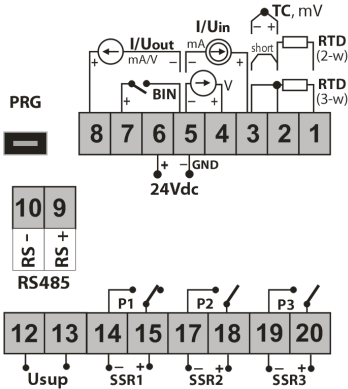 TC, mV
I/Uout
I/Uin
− +
mA
short
RTD
(2-w)
+ mA/V −
− +
BIN
+ −
+ − V
RTD
(3-w)
PRG
8 7 6 5 4 3 2 1
+ − GND
24Vdc
10 9
RS − RS +
RS485
P1 P2 P3
12 13 14 15 17 18 19 20
Usup
− + SSR1
− + SSR2
− + SSR3